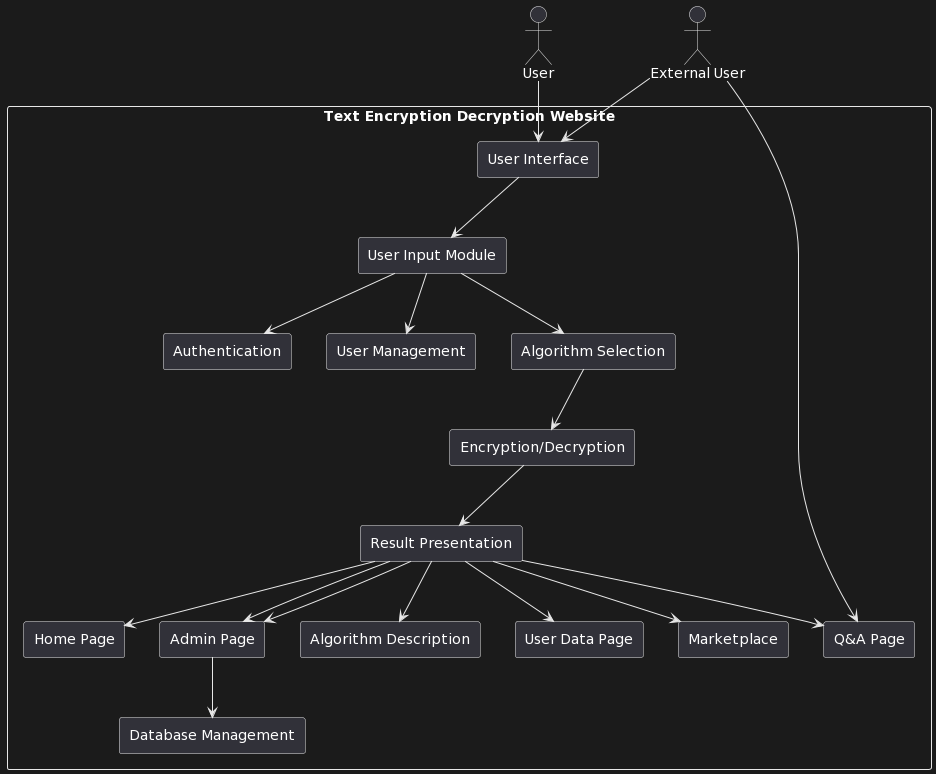 User
External User
Text Encryption Decryption Website
User Interface
User Input Module
Authentication
User Management
Algorithm Selection
Encryption/Decryption
Result Presentation
Home Page
Admin Page
Algorithm Description
User Data Page
Marketplace
Q&A Page
Database Management